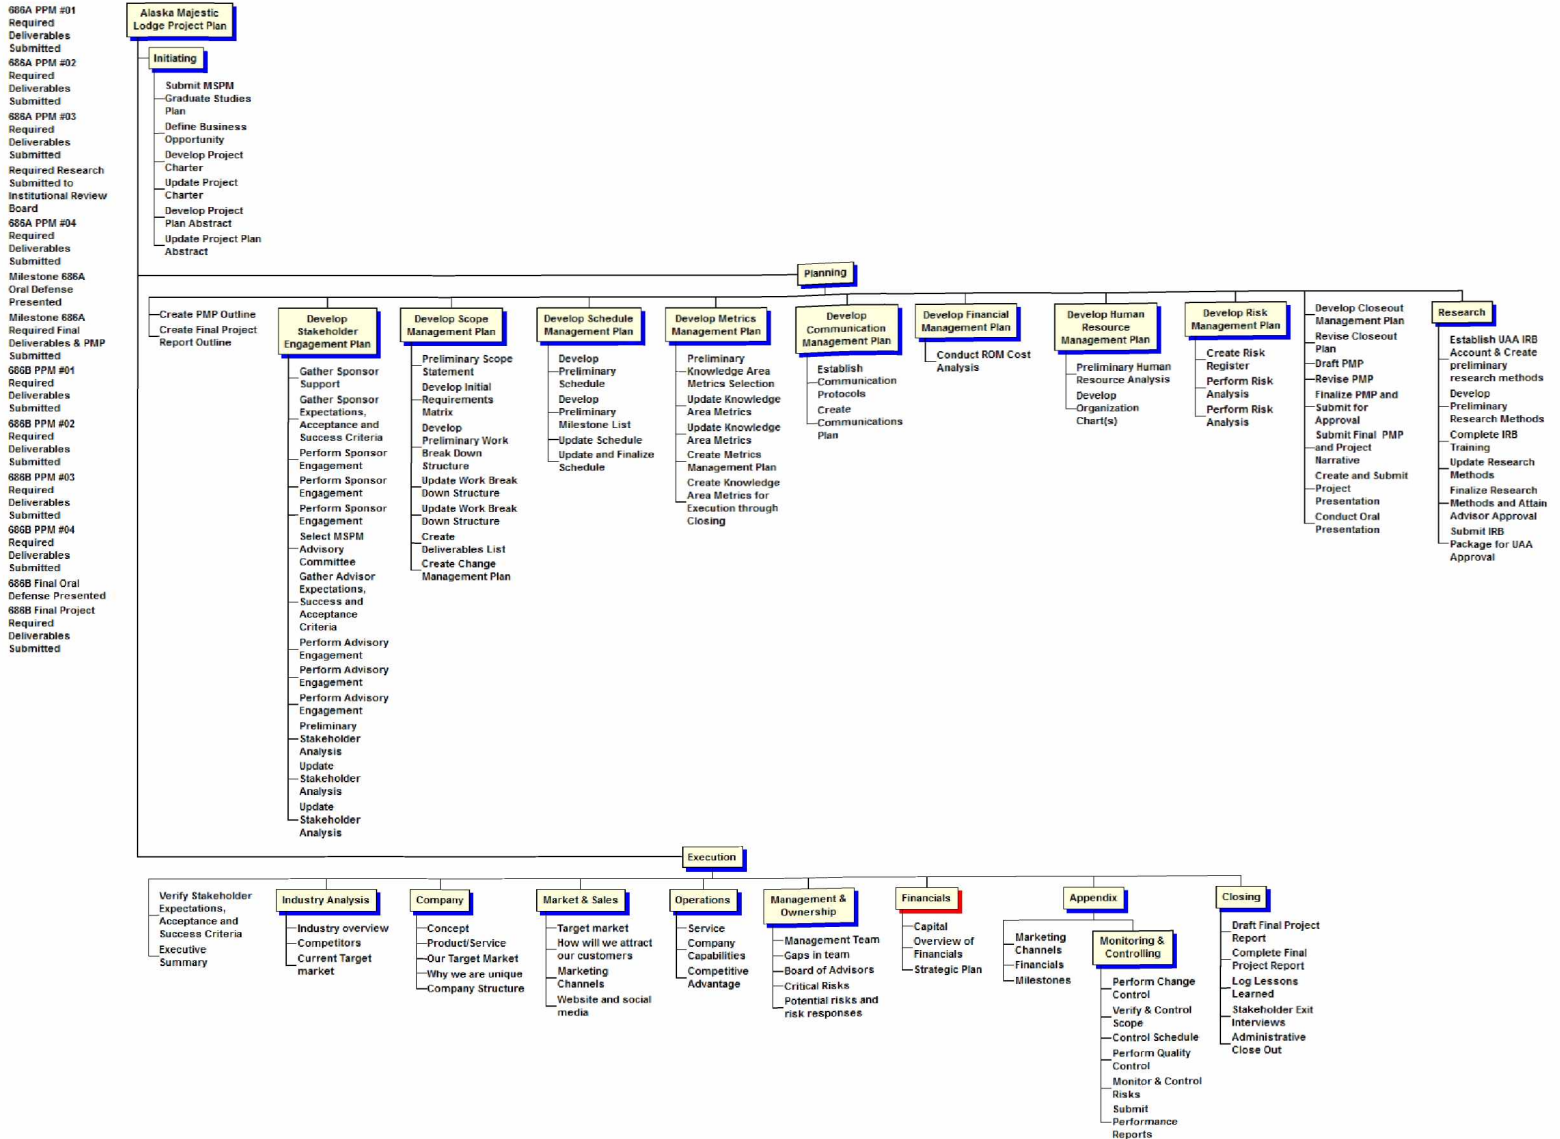 686A PPM #01
Required
Deliverables
Submitted
686A PPM #02
Required
Deliverables
Submitted
686A PPM #03
Required
Deliverables
Submitted
Required Research
Submitted to
Institutional Review
Board
686A PPM #04
Required
Deliverables
Submitted
Milestone 686A
Oral Defense
Presented
Milestone 686A
Required Final
Deliverables & PMP
Submitted
686B PPM #01
Required
Deliverables
Submitted
686B PPM #02
Required
Deliverables
Submitted
686B PPM #03
Required
Deliverables
Submitted
686B PPM #04
Required
Deliverables
Submitted
686B Final Oral
Defense Presented
686B Final Project
Required
Deliverables
Submitted
Alaska Majestic
Lodge Project Plan
Initiating
Submit MSPM
Graduate Studies
Plan
Define Business
Opportunity
Develop Project
Charter
Update Project
Charter
Develop Project
Plan Abstract
Update Project Plan
Abstract
Planning
Create PMP Outline
Create Final Project
Report Outline
Develop
Stakeholder
Engagement Plan
Gather Sponsor
Support
Gather Sponsor
Expectations,
Acceptance and
Success Criteria
Perform Sponsor
Engagement
Perform Sponsor
Engagement
Perform Sponsor
Engagement
Select MSPM
Advisory
Committee
Gather Advisor
Expectations,
Success and
Acceptance
Criteria
Perform Advisory
Engagement
Perform Advisory
Engagement
Perform Advisory
Engagement
Preliminary
Stakeholder
Analysis
Update
Stakeholder
Analysis
Update
Stakeholder
Analysis
Develop Scope
Management Plan
Preliminary Scope
Statement
Develop Initial
Requirements
Matrix
Develop
Preliminary Work
Break Down
Structure
Update Work Break
Down Structure
Update Work Break
Down Structure
Create
Deliverables List
Create Change
Management Plan
Develop Schedule
Management Plan
Develop
Preliminary
Schedule
Develop
Preliminary
Milestone List
Update Schedule
Update and Finalize
Schedule
Develop Metrics
Management Plan
Preliminary
Knowledge Area
Metrics Selection
Update Knowledge
Area Metrics
Update Knowledge
Area Metrics
Create Metrics
Management Plan
Create Knowledge
Area Metrics for
Execution through
Closing
Develop
Communication
Management Plan
Establish
Communication
Protocols
Create
Communications
Plan
Develop Financial
Management Plan
Conduct ROM Cost
Analysis
Develop Human
Resource
Management Plan
Preliminary Human
Resource Analysis
Develop
Organization
Chart(s)
Develop Risk
Management Plan
Create Risk
Register
Perform Risk
Analysis
Perform Risk
Analysis
Develop Closeout
Management Plan
Revise Closeout
Plan
Draft PMP
Revise PMP
Finalize PMP and
Submit for
Approval
Submit Final PMP
and Project
Narrative
Create and Submit
Project
Presentation
Conduct Oral
Presentation
Research
Establish UAA IRB
Account & Create
preliminary
research methods
Develop
Preliminary
Research Methods
Complete IRB
Training
Update Research
Methods
Finalize Research
Methods and Attain
Advisor Approval
Submit IRB
Package for UAA
Approval
Execution
Verify Stakeholder
Expectations,
Acceptance and
Success Criteria
Executive
Summary
Industry Analysis
Industry overview
Competitors
Current Target
market
Company
Concept
Product/Service
Our Target Market
Why we are unique
Company Structure
Market & Sales
Target market
How will we attract
our customers
Marketing
Channels
Website and social
media
Operations
Service
Company
Capabilities
Competitive
Advantage
Management &
Ownership
Management Team
Gaps in team
Board of Advisors
Critical Risks
Potential risks and
risk responses
Financials
Capital
Overview of
Financials
Strategic Plan
Appendix
Marketing
Channels
Financials
Milestones
Monitoring &
Controlling
Perform Change
Control
Verify & Control
Scope
Control Schedule
Perform Quality
Control
Monitor & Control
Risks
Submit
Performance
Reports
Closing
Draft Final Project
Report
Complete Final
Project Report
Log Lessons
Learned
Stakeholder Exit
Interviews
Administrative
Close Out